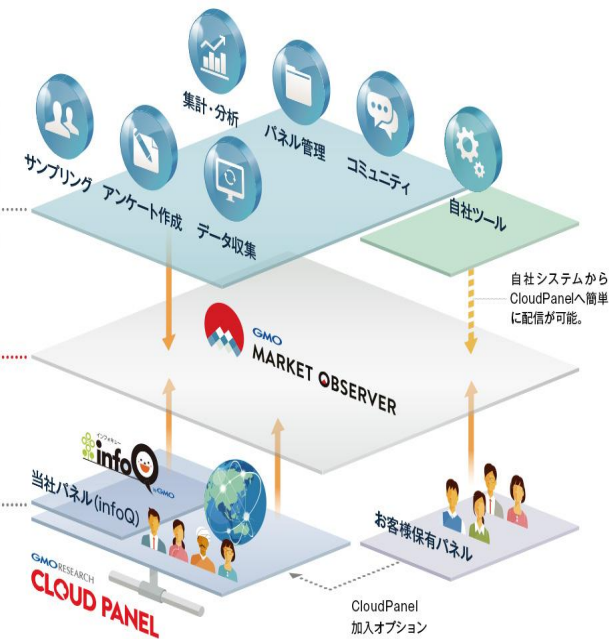 集計・分析
パネル管理
コミュニティ
サンプリング
アンケート作成
データ収集
自社ツール
自社システムから
CloudPanelへ簡単
に配信が可能。
GMO
MARKET OBSERVER
インフォキュー
infoQ
by GMO
当社パネル(infoQ)
お客様保有パネル
GMO RESEARCH
CLOUD PANEL
CloudPanel
加入オプション